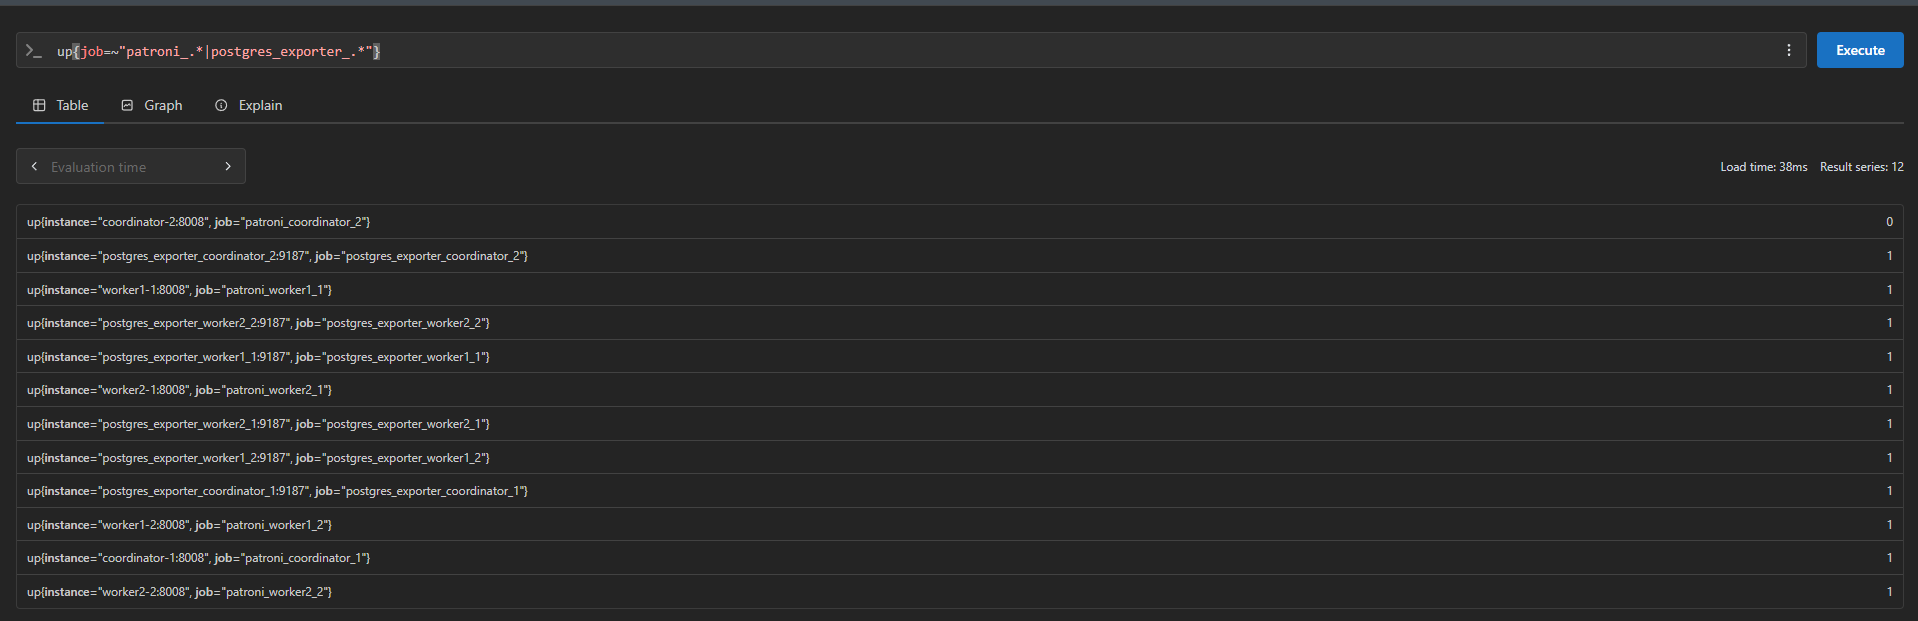 up{job=~"patroni_.*|postgres_exporter_.*"}
Execute
Table Graph Explain
Evaluation time
Load time: 38ms Result series: 12
up{instance="coordinator-2:8008", job="patroni_coordinator_2"} 0
up{instance="postgres_exporter_coordinator_2:9187", job="postgres_exporter_coordinator_2"} 1
up{instance="worker1-1:8008", job="patroni_worker1_1"} 1
up{instance="postgres_exporter_worker2_2:9187", job="postgres_exporter_worker2_2"} 1
up{instance="postgres_exporter_worker1_1:9187", job="postgres_exporter_worker1_1"} 1
up{instance="worker2-1:8008", job="patroni_worker2_1"} 1
up{instance="postgres_exporter_worker2_1:9187", job="postgres_exporter_worker2_1"} 1
up{instance="postgres_exporter_worker1_2:9187", job="postgres_exporter_worker1_2"} 1
up{instance="postgres_exporter_coordinator_1:9187", job="postgres_exporter_coordinator_1"} 1
up{instance="worker1-2:8008", job="patroni_worker1_2"} 1
up{instance="coordinator-1:8008", job="patroni_coordinator_1"} 1
up{instance="worker2-2:8008", job="patroni_worker2_2"} 1